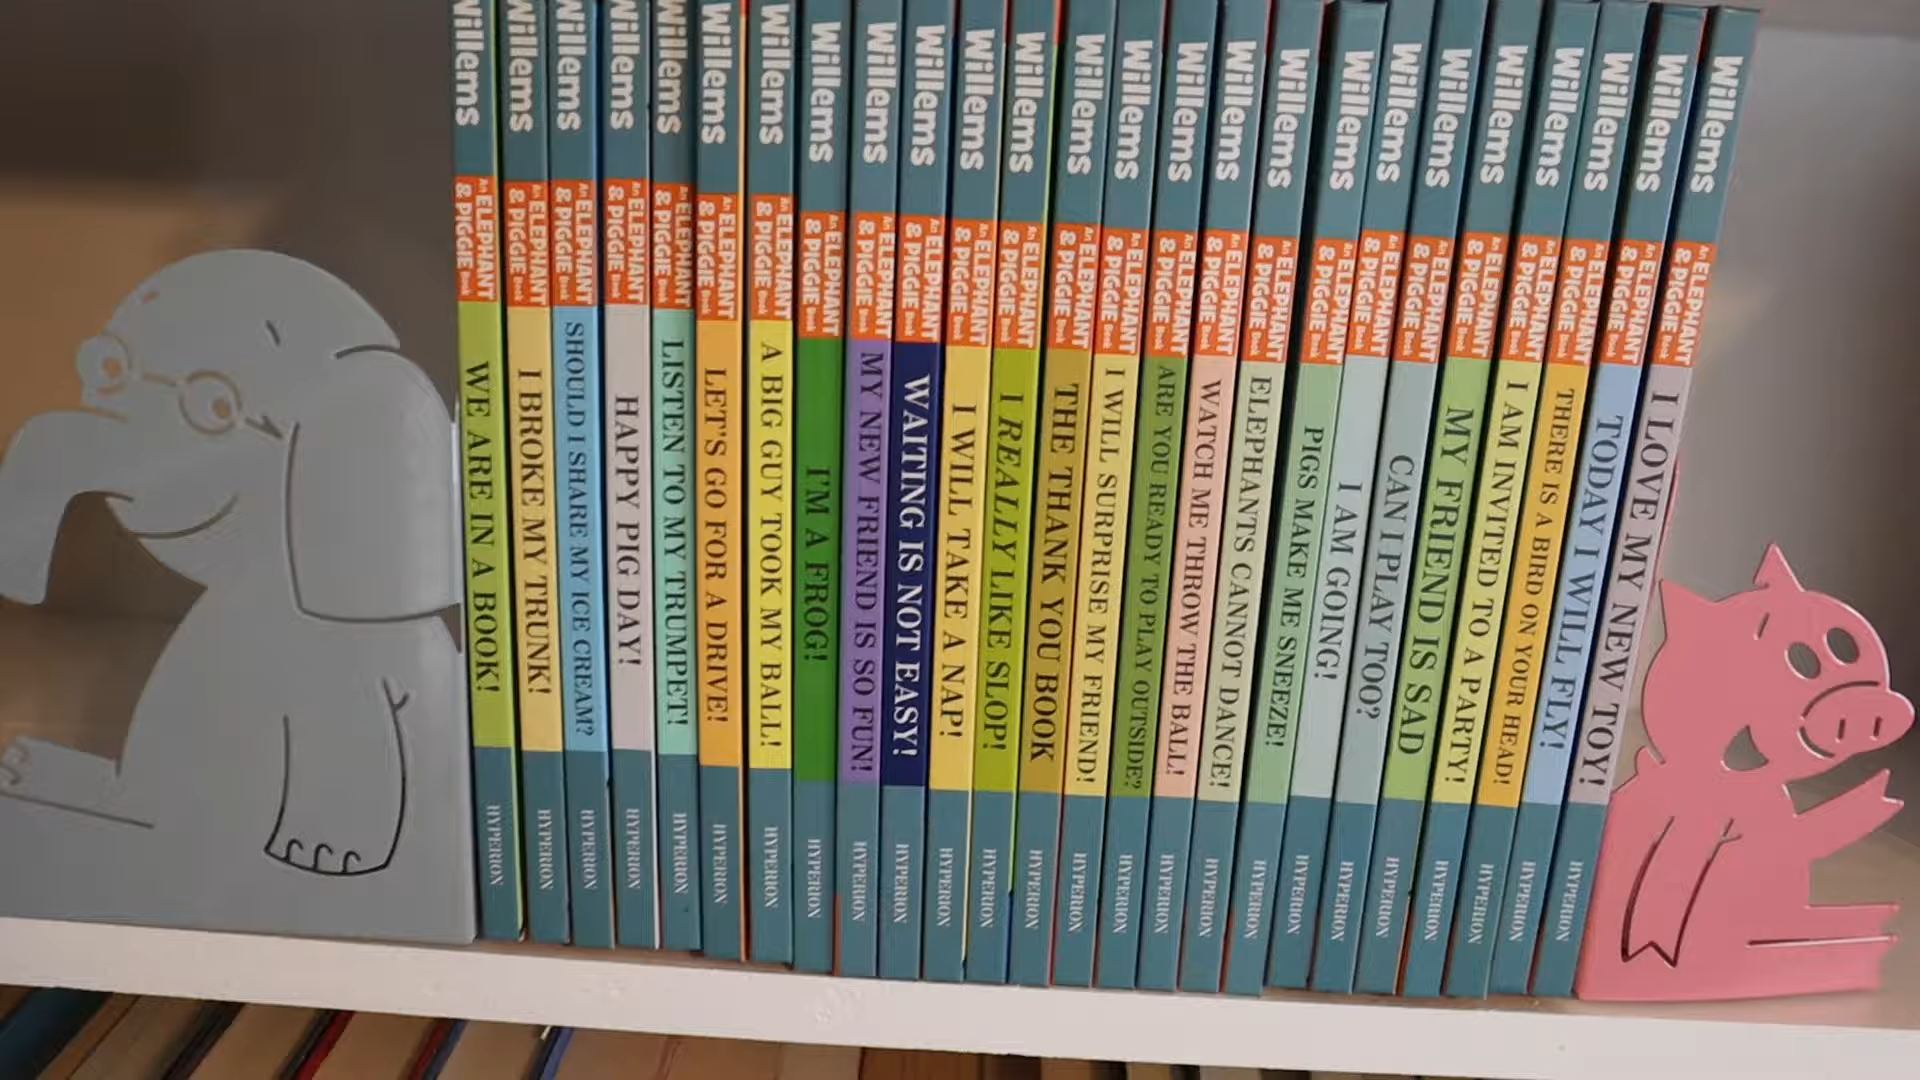 Willems
An ELEPHANT
& PIGGIE Book
WE ARE IN A BOOK!
HYPERION
Willems
An ELEPHANT
& PIGGIE Book
I BROKE MY TRUNK!
HYPERION
Willems
An ELEPHANT
& PIGGIE Book
SHOULD I SHARE MY ICE CREAM?
HYPERION
Willems
An ELEPHANT
& PIGGIE Book
HAPPY PIG DAY!
HYPERION
Willems
An ELEPHANT
& PIGGIE Book
LISTEN TO MY TRUMPET!
HYPERION
Willems
An ELEPHANT
& PIGGIE Book
LET'S GO FOR A DRIVE!
HYPERION
Willems
An ELEPHANT
& PIGGIE Book
A BIG GUY TOOK MY BALL!
HYPERION
Willems
An ELEPHANT
& PIGGIE Book
I'M A FROG!
HYPERION
Willems
An ELEPHANT
& PIGGIE Book
MY NEW FRIEND IS SO FUN!
HYPERION
Willems
An ELEPHANT
& PIGGIE Book
WAITING IS NOT EASY!
HYPERION
Willems
An ELEPHANT
& PIGGIE Book
I WILL TAKE A NAP!
HYPERION
Willems
An ELEPHANT
& PIGGIE Book
I REALLY LIKE SLOP!
HYPERION
Willems
An ELEPHANT
& PIGGIE Book
THE THANK YOU BOOK
HYPERION
Willems
An ELEPHANT
& PIGGIE Book
I WILL SURPRISE MY FRIEND!
HYPERION
Willems
An ELEPHANT
& PIGGIE Book
ARE YOU READY TO PLAY OUTSIDE?
HYPERION
Willems
An ELEPHANT
& PIGGIE Book
WATCH ME THROW THE BALL!
HYPERION
Willems
An ELEPHANT
& PIGGIE Book
ELEPHANTS CANNOT DANCE!
HYPERION
Willems
An ELEPHANT
& PIGGIE Book
PIGS MAKE ME SNEEZE!
HYPERION
Willems
An ELEPHANT
& PIGGIE Book
I AM GOING!
HYPERION
Willems
An ELEPHANT
& PIGGIE Book
CAN I PLAY TOO?
HYPERION
Willems
An ELEPHANT
& PIGGIE Book
MY FRIEND IS SAD
HYPERION
Willems
An ELEPHANT
& PIGGIE Book
I AM INVITED TO A PARTY!
HYPERION
Willems
An ELEPHANT
& PIGGIE Book
THERE IS A BIRD ON YOUR HEAD!
HYPERION
Willems
An ELEPHANT
& PIGGIE Book
TODAY I WILL FLY!
HYPERION
Willems
An ELEPHANT
& PIGGIE Book
I LOVE MY NEW TOY!
HYPERION